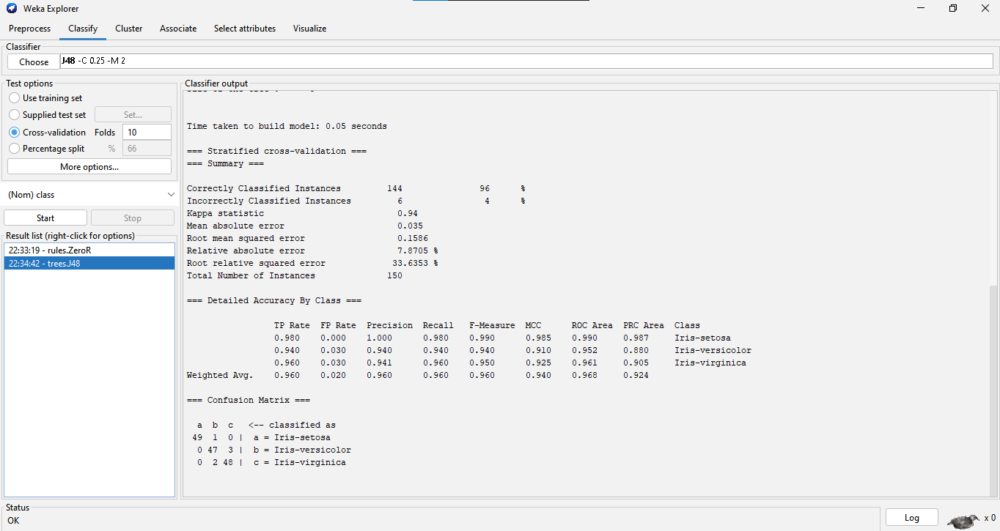 Weka Explorer
Preprocess Classify Cluster Associate Select attributes Visualize
Classifier
Choose J48 -C 0.25 -M 2
Test options
Use training set
Supplied test set Set...
Cross-validation Folds 10
Percentage split % 66
More options...
(Nom) class
Start Stop
Result list (right-click for options)
22:33:19 - rules.ZeroR
22:34:42 - trees.J48
Classifier output
Time taken to build model: 0.05 seconds
=== Stratified cross-validation ===
=== Summary ===
Correctly Classified Instances 144 96 %
Incorrectly Classified Instances 6 4 %
Kappa statistic 0.94
Mean absolute error 0.035
Root mean squared error 0.1586
Relative absolute error 7.8705 %
Root relative squared error 33.6353 %
Total Number of Instances 150
=== Detailed Accuracy By Class ===
TP Rate FP Rate Precision Recall F-Measure MCC ROC Area PRC Area Class
0.980 0.000 1.000 0.980 0.990 0.985 0.990 0.987 Iris-setosa
0.940 0.030 0.940 0.940 0.940 0.910 0.952 0.880 Iris-versicolor
0.960 0.030 0.941 0.960 0.950 0.925 0.961 0.905 Iris-virginica
Weighted Avg. 0.960 0.020 0.960 0.960 0.960 0.940 0.968 0.924
=== Confusion Matrix ===
a b c <-- classified as
49 1 0 | a = Iris-setosa
0 47 3 | b = Iris-versicolor
0 2 48 | c = Iris-virginica
Status
OK
Log x 0